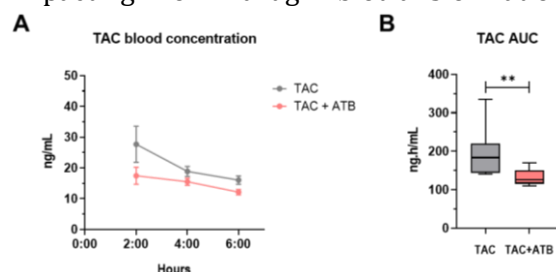 A
TAC blood concentration
ng/mL
50
40
30
20
10
0
0:00 2:00 4:00 6:00
Hours
TAC
TAC + ATB
B
TAC AUC
ng.h/mL
400
300
200
100
0
**
TAC TAC+ATB